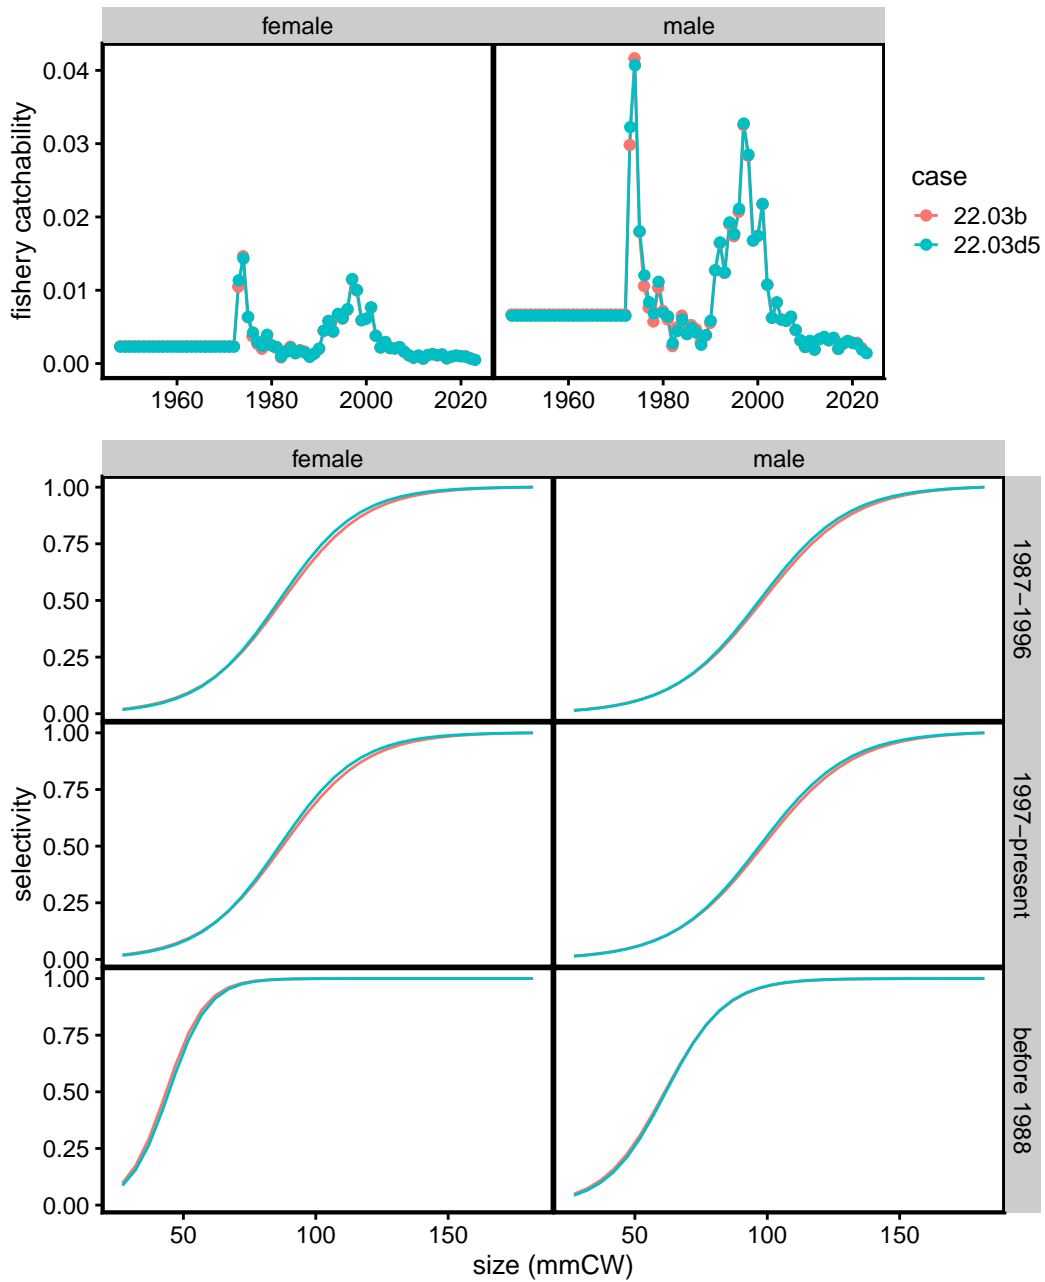 female male
fishery catchability
0.04
0.03
0.02
0.01
0.00
1960 1980 2000 2020 1960 1980 2000 2020
case
22.03b
22.03d5
female male
selectivity
1.00
0.75
0.50
0.25
0.00
1987−1996
1.00
0.75
0.50
0.25
0.00
1997−present
1.00
0.75
0.50
0.25
0.00
before 1988
50 100 150 50 100 150
size (mmCW)